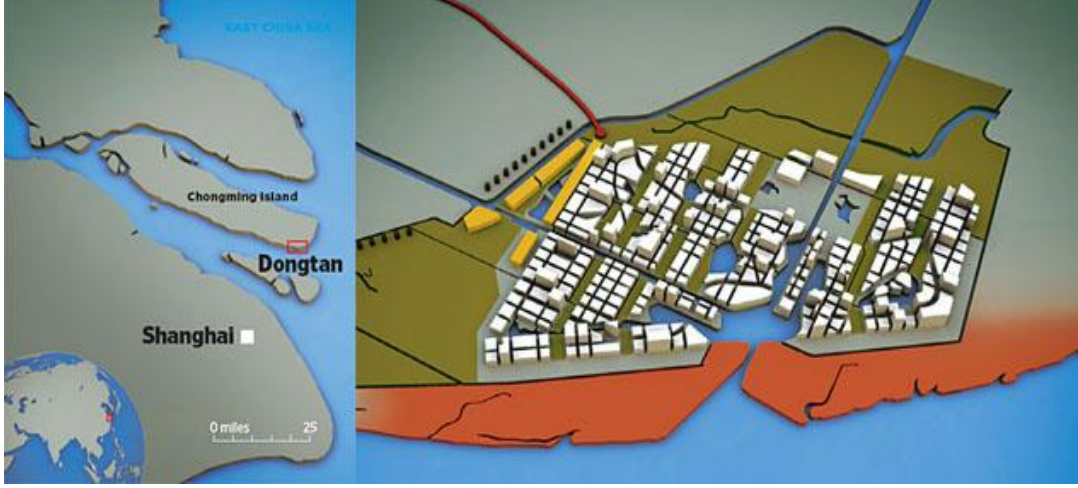 EAST CHINA SEA
Chongming Island
Dongtan
Shanghai
0 miles 25